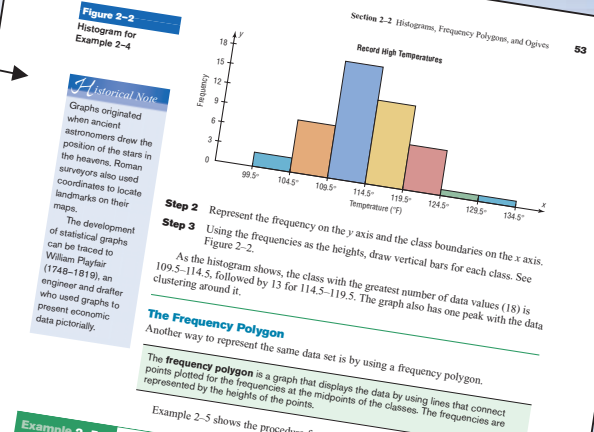 Section 2–2 Histograms, Frequency Polygons, and Ogives
53
Figure 2–2
Histogram for
Example 2–4
Historical Note
Graphs originated
when ancient
astronomers drew the
position of the stars in
the heavens. Roman
surveyors also used
coordinates to locate
landmarks on their
maps.
The development
of statistical graphs
can be traced to
William Playfair
(1748–1819), an
engineer and drafter
who used graphs to
present economic
data pictorially.
Record High Temperatures
y
18
15
12
9
6
3
0
Frequency
99.5° 104.5° 109.5° 114.5° 119.5° 124.5° 129.5° 134.5°
x
Temperature (°F)
Step 2 Represent the frequency on the y axis and the class boundaries on the x axis.
Step 3 Using the frequencies as the heights, draw vertical bars for each class. See
Figure 2–2.
As the histogram shows, the class with the greatest number of data values (18) is
109.5–114.5, followed by 13 for 114.5–119.5. The graph also has one peak with the data
clustering around it.
The Frequency Polygon
Another way to represent the same data set is by using a frequency polygon.
The frequency polygon is a graph that displays the data by using lines that connect
points plotted for the frequencies at the midpoints of the classes. The frequencies are
represented by the heights of the points.
Example 2–5 shows the procedure
Example 2